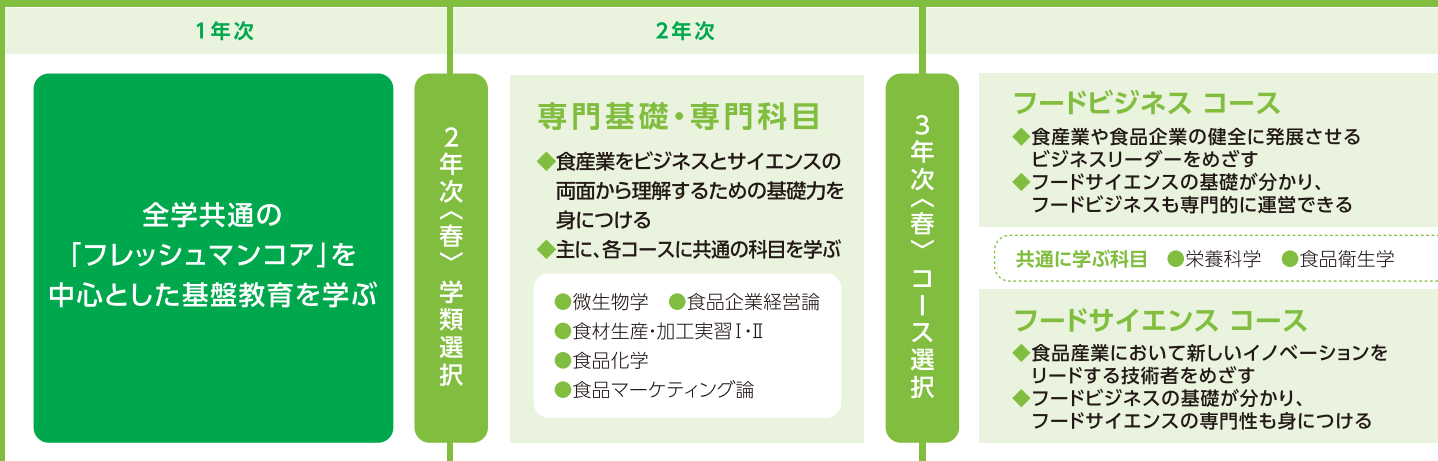 1年次
2年次
全学共通の
「フレッシュマンコア」を
中心とした基盤教育を学ぶ
2年次〈春〉 学類選択
専門基礎・専門科目
◆食産業をビジネスとサイエンスの
両面から理解するための基礎力を
身につける
◆主に、各コースに共通の科目を学ぶ
●微生物学 ●食品企業経営論
●食材生産・加工実習Ⅰ・Ⅱ
●食品化学
●食品マーケティング論
3年次〈春〉 コース選択
フードビジネス コース
◆食産業や食品企業の健全に発展させる
ビジネスリーダーをめざす
◆フードサイエンスの基礎が分かり、
フードビジネスも専門的に運営できる
共通に学ぶ科目 ●栄養科学 ●食品衛生学
フードサイエンス コース
◆食品産業において新しいイノベーションを
リードする技術者をめざす
◆フードビジネスの基礎が分かり、
フードサイエンスの専門性も身につける